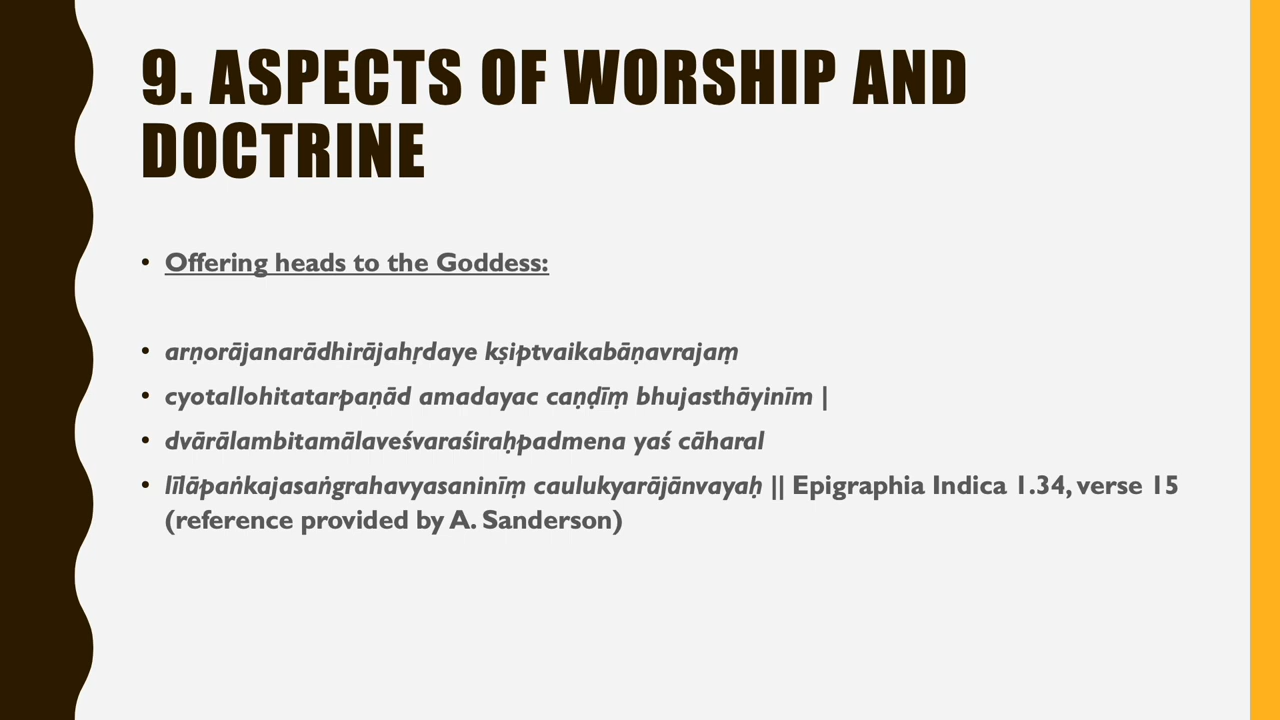 9. ASPECTS OF WORSHIP AND
DOCTRINE
• Offering heads to the Goddess:
• arṇorājanarādhirājahṛdaye kṣiptvaikabāṇavrajaṃ
• cyotallohitatarpaṇād amadayac caṇḍīṃ bhujasthāyinīm |
• dvārālambitamālaveśvaraśiraḥpadmena yaś cāharal
• līlāpaṅkajasaṅgrahavyasaninīṃ caulukyarājānvayaḥ || Epigraphia Indica 1.34, verse 15
(reference provided by A. Sanderson)